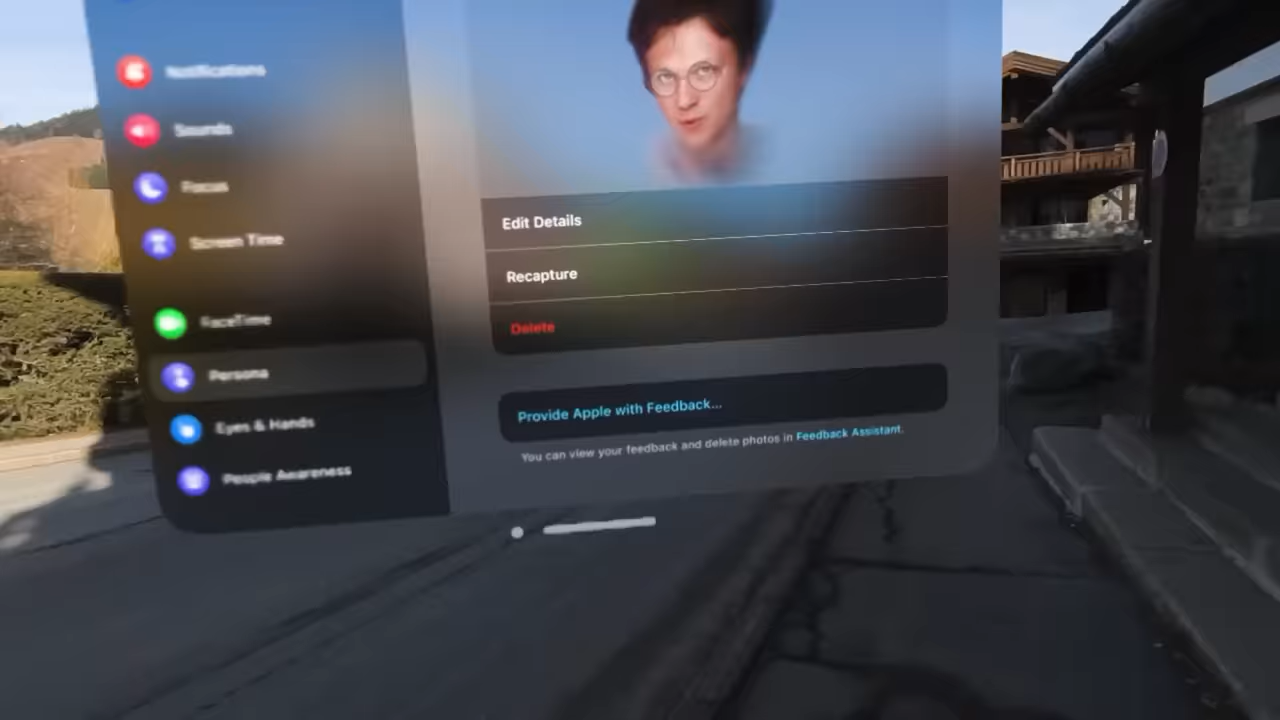 Notifications
Sounds
Focus
Screen Time
FaceTime
Persona
Eyes & Hands
People Awareness
Edit Details
Recapture
Delete
Provide Apple with Feedback...
You can view your feedback and delete photos in Feedback Assistant.